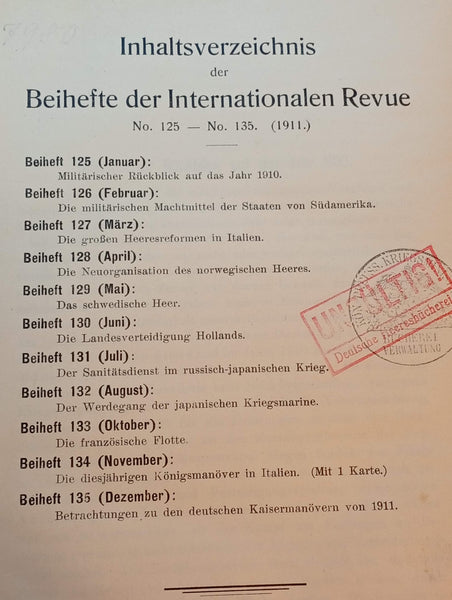 Inhaltsverzeichnis
der
Beihefte der Internationalen Revue
No. 125 — No. 135. (1911.)
Beiheft 125 (Januar):
Militärischer Rückblick auf das Jahr 1910.
Beiheft 126 (Februar):
Die militärischen Machtmittel der Staaten von Südamerika.
Beiheft 127 (März):
Die großen Heeresreformen in Italien.
Beiheft 128 (April):
Die Neuorganisation des norwegischen Heeres.
Beiheft 129 (Mai):
Das schwedische Heer.
Beiheft 130 (Juni):
Die Landesverteidigung Hollands.
Beiheft 131 (Juli):
Der Sanitätsdienst im russisch-japanischen Krieg.
Beiheft 132 (August):
Der Werdegang der japanischen Kriegsmarine.
Beiheft 133 (Oktober):
Die französische Flotte.
Beiheft 134 (November):
Die diesjährigen Königsmanöver in Italien. (Mit 1 Karte.)
Beiheft 135 (Dezember):
Betrachtungen zu den deutschen Kaisermanövern von 1911.
UNGÜLTIG!
Deutsche Heeresbücherei
VERWALTUNG